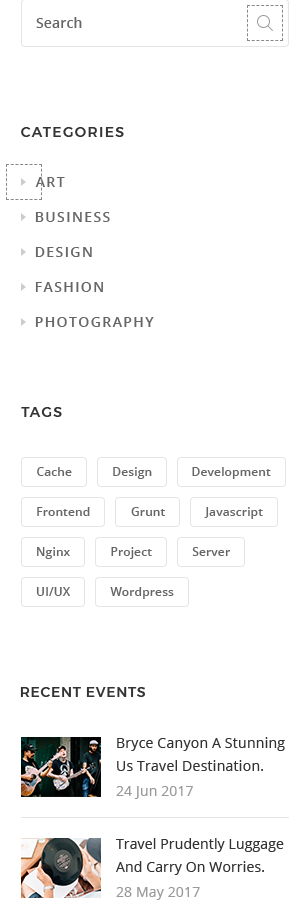 Search
CATEGORIES
ART
BUSINESS
DESIGN
FASHION
PHOTOGRAPHY
TAGS
Cache Design Development
Frontend Grunt Javascript
Nginx Project Server
UI/UX Wordpress
RECENT EVENTS
Bryce Canyon A Stunning
Us Travel Destination.
24 Jun 2017
Travel Prudently Luggage
And Carry On Worries.
28 May 2017